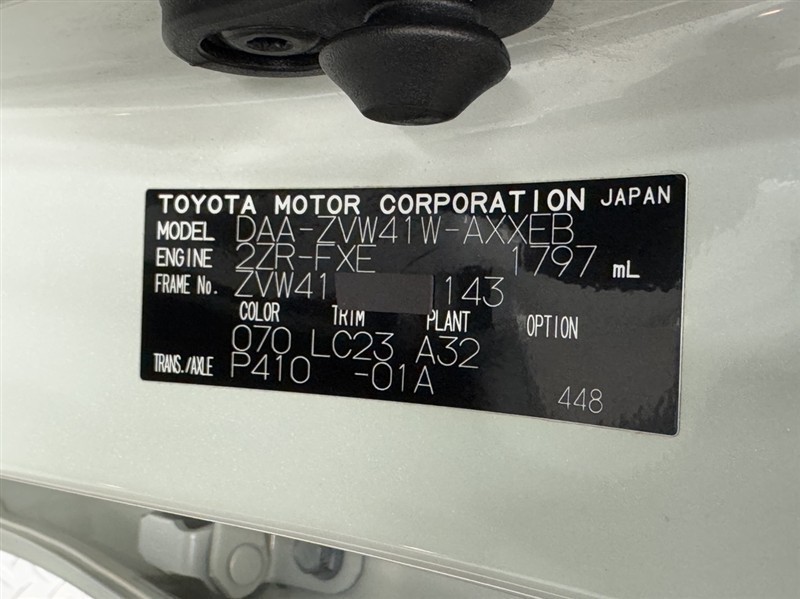 TOYOTA MOTOR CORPORATION JAPAN
MODEL DAA-ZVW41W-AXXEB
ENGINE 2ZR-FXE 1797 mL
FRAME No. ZVW41 143
COLOR TRIM PLANT OPTION
070 LC23 A32
TRANS./AXLE P410 -01A
448